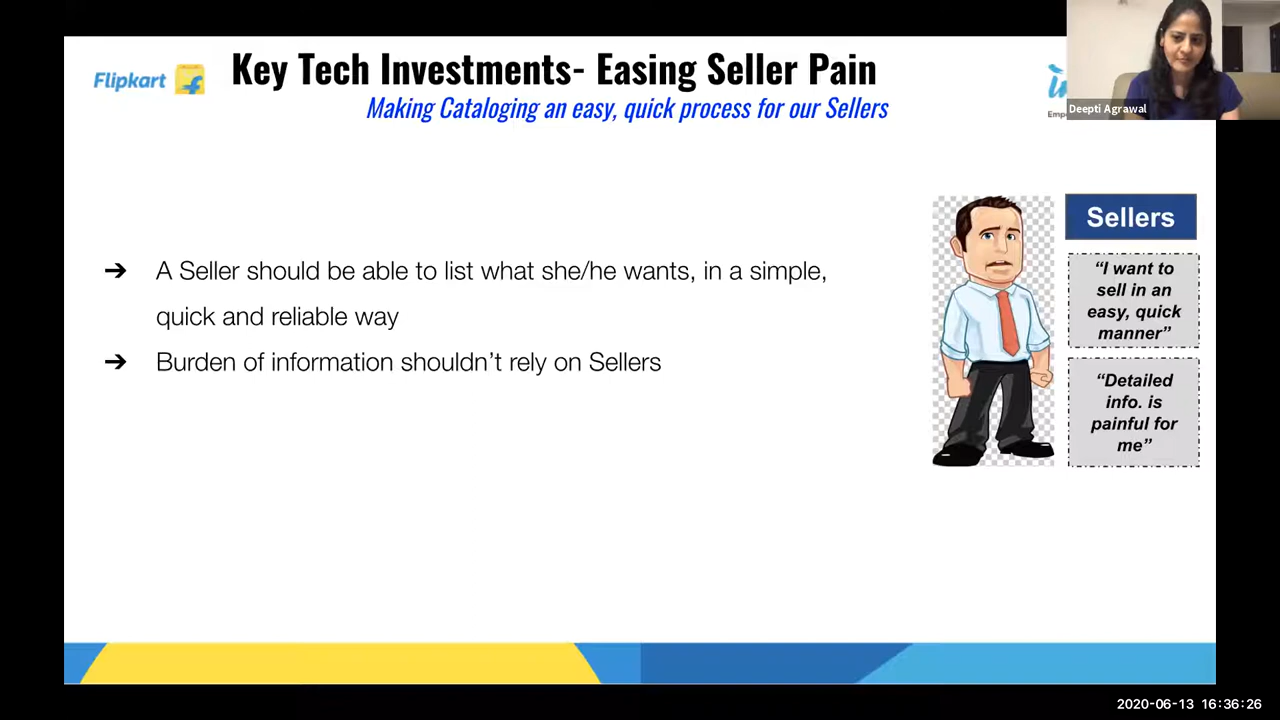 Flipkart
Key Tech Investments- Easing Seller Pain
Making Cataloging an easy, quick process for our Sellers
Deepti Agrawal
➔ A Seller should be able to list what she/he wants, in a simple,
quick and reliable way
➔ Burden of information shouldn’t rely on Sellers
Sellers
“I want to
sell in an
easy, quick
manner”
“Detailed
info. is
painful for
me”
2020-06-13 16:36:26